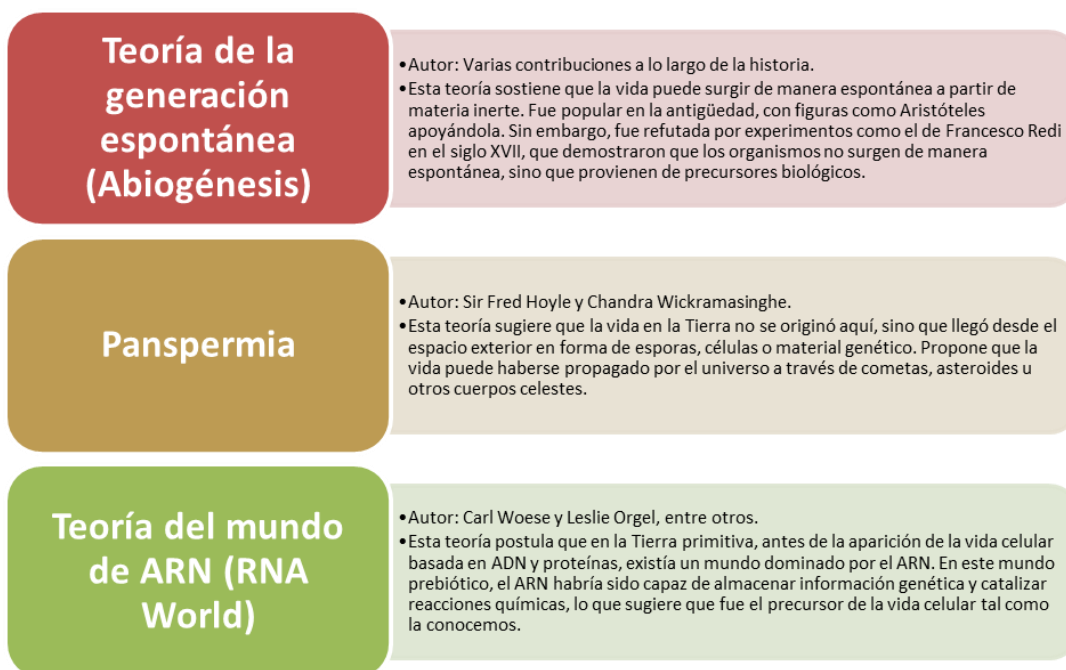 Teoría de la
generación
espontánea
(Abiogénesis)
•Autor: Varias contribuciones a lo largo de la historia.
•Esta teoría sostiene que la vida puede surgir de manera espontánea a partir de
materia inerte. Fue popular en la antigüedad, con figuras como Aristóteles
apoyándola. Sin embargo, fue refutada por experimentos como el de Francesco Redi
en el siglo XVII, que demostraron que los organismos no surgen de manera
espontánea, sino que provienen de precursores biológicos.
Panspermia
•Autor: Sir Fred Hoyle y Chandra Wickramasinghe.
•Esta teoría sugiere que la vida en la Tierra no se originó aquí, sino que llegó desde el
espacio exterior en forma de esporas, células o material genético. Propone que la
vida puede haberse propagado por el universo a través de cometas, asteroides u
otros cuerpos celestes.
Teoría del mundo
de ARN (RNA
World)
•Autor: Carl Woese y Leslie Orgel, entre otros.
•Esta teoría postula que en la Tierra primitiva, antes de la aparición de la vida celular
basada en ADN y proteínas, existía un mundo dominado por el ARN. En este mundo
prebiótico, el ARN habría sido capaz de almacenar información genética y catalizar
reacciones químicas, lo que sugiere que fue el precursor de la vida celular tal como
la conocemos.